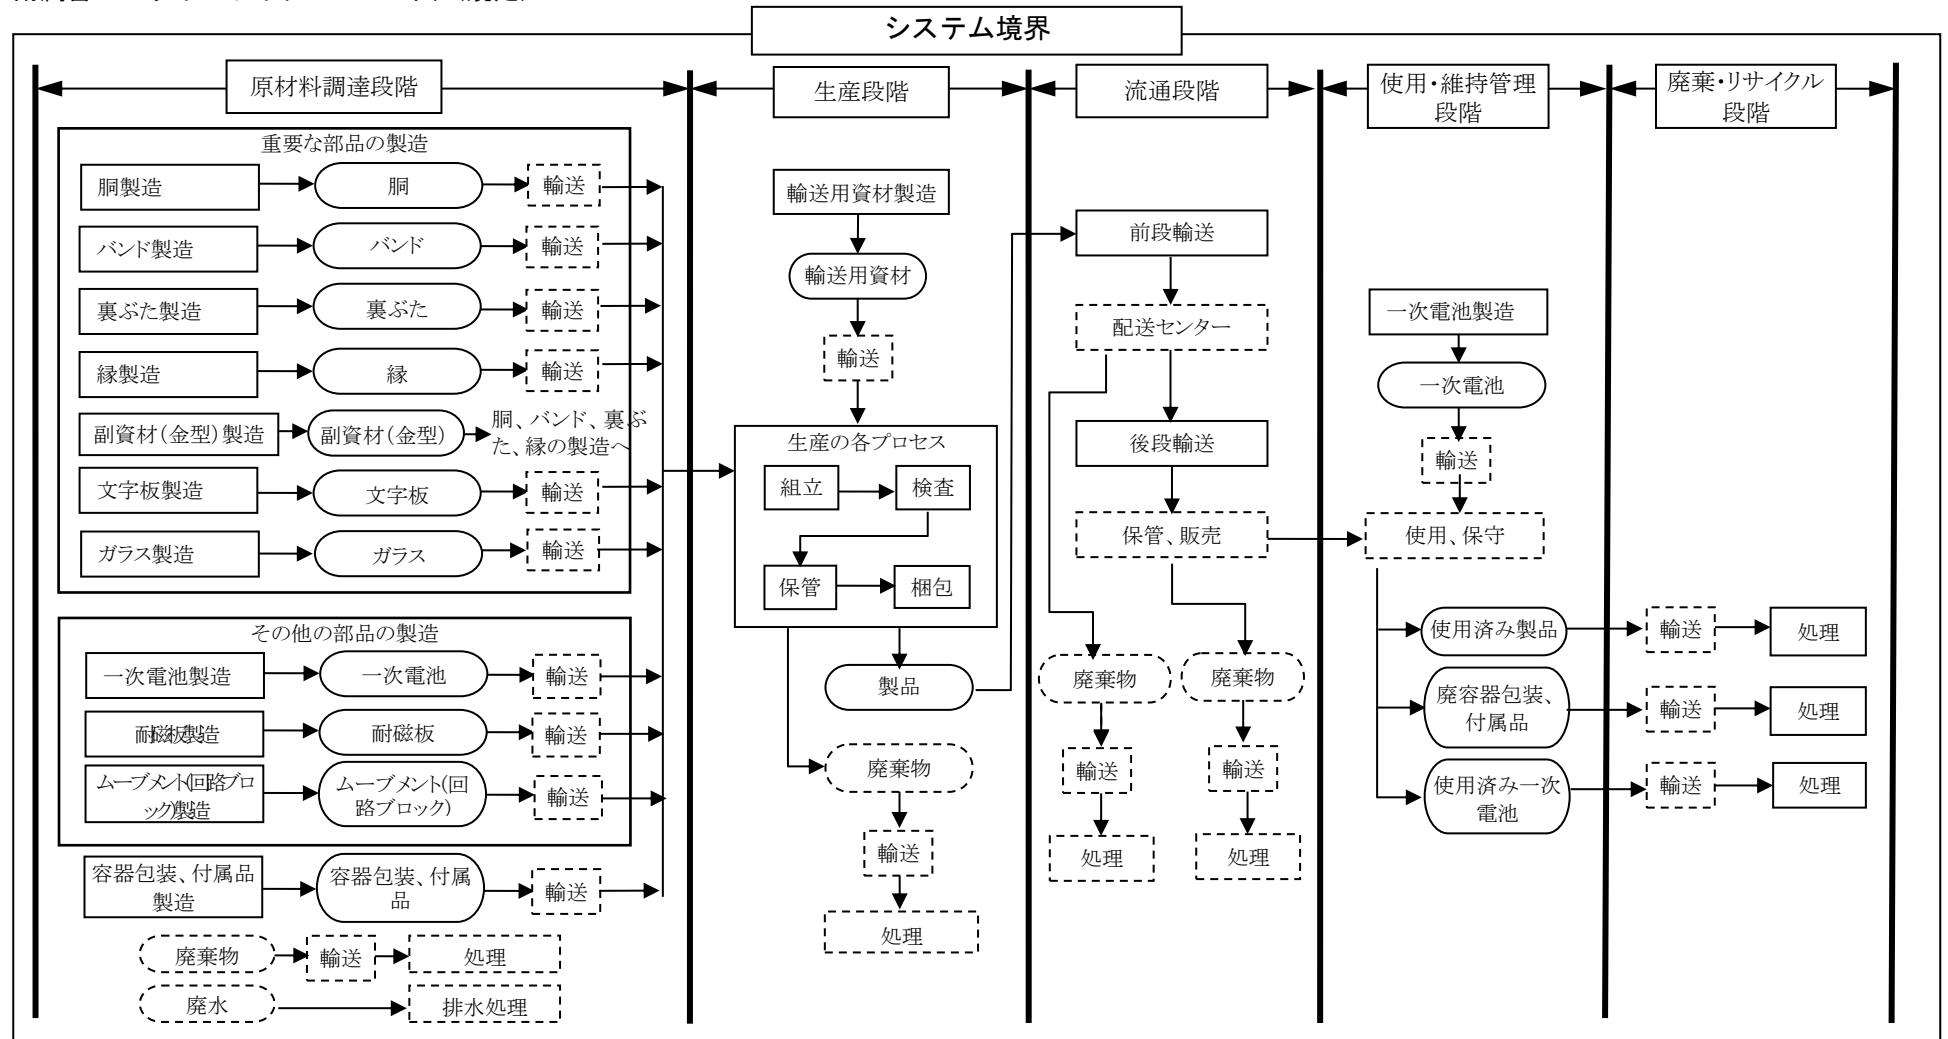 システム境界
原材料調達段階
生産段階
流通段階
使用・維持管理
段階
廃棄・リサイクル
段階
重要な部品の製造
胴製造
胴
輸送
バンド製造
バンド
輸送
裏ぶた製造
裏ぶた
輸送
縁製造
縁
輸送
副資材(金型)製造
副資材(金型)
胴、バンド、裏ぶ
た、縁の製造へ
文字板製造
文字板
輸送
ガラス製造
ガラス
輸送
その他の部品の製造
一次電池製造
一次電池
輸送
耐磁板製造
耐磁板
輸送
ムーブメント(回路ブロ
ック)製造
ムーブメント(回
路ブロック)
輸送
容器包装、付属品
製造
容器包装、付属
品
輸送
廃棄物
輸送
処理
廃水
排水処理
輸送用資材製造
輸送用資材
輸送
生産の各プロセス
組立
検査
保管
梱包
製品
廃棄物
輸送
処理
前段輸送
配送センター
後段輸送
保管、販売
廃棄物
輸送
処理
廃棄物
輸送
処理
一次電池製造
一次電池
輸送
使用、保守
使用済み製品
輸送
処理
廃容器包装、
付属品
輸送
処理
使用済み一次
電池
輸送
処理